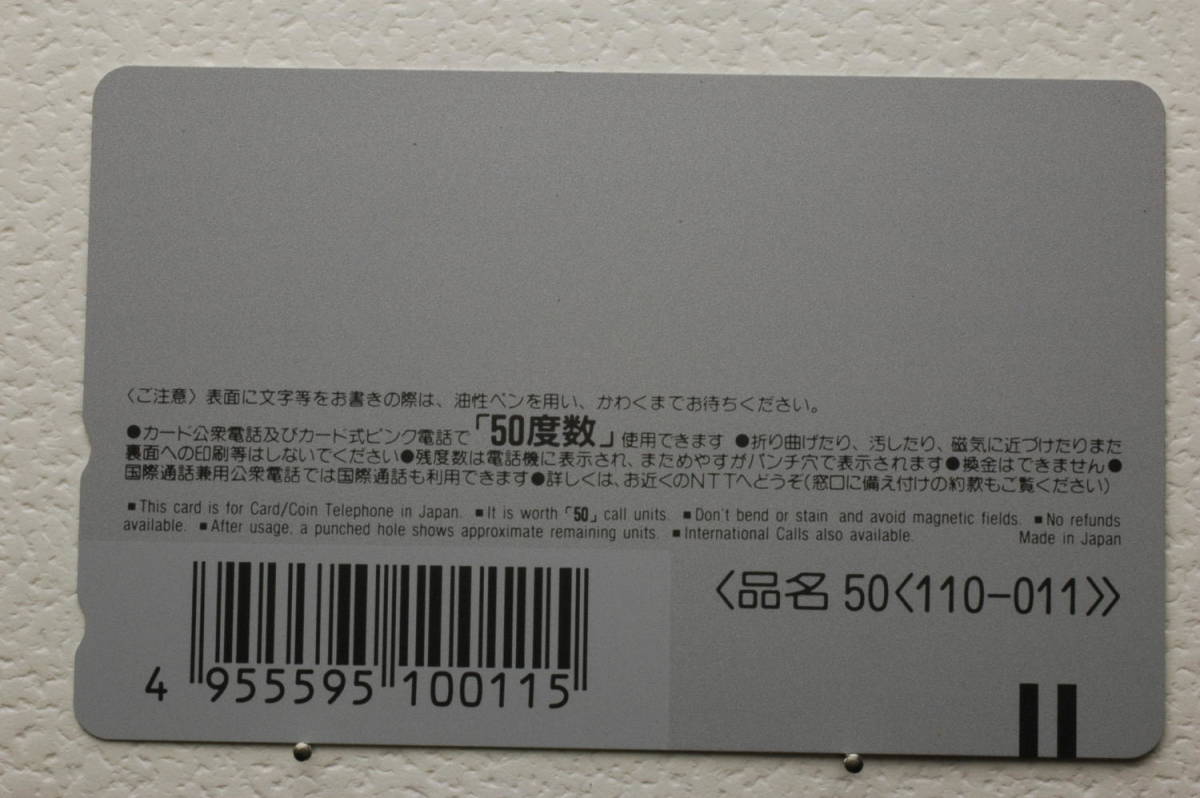 〈ご注意〉表面に文字等をお書きの際は、油性ペンを用い、かわくまでお待ちください。
●カード公衆電話及びカード式ピンク電話で「50度数」使用できます ●折り曲げたり、汚したり、磁気に近づけたりまた
裏面への印刷等はしないでください●残度数は電話機に表示され、まためやすがパンチ穴で表示されます●換金はできません●
国際通話兼用公衆電話では国際通話も利用できます●詳しくは、お近くのNTTへどうぞ(窓口に備え付けの約款もご覧ください)
■This card is for Card/Coin Telephone in Japan. ■It is worth「50」call units. ■Don't bend or stain and avoid magnetic fields. ■No refunds
available. ■After usage, a punched hole shows approximate remaining units. ■International Calls also available. Made in Japan
〈品名 50〈110-011〉〉
4 955595 100115